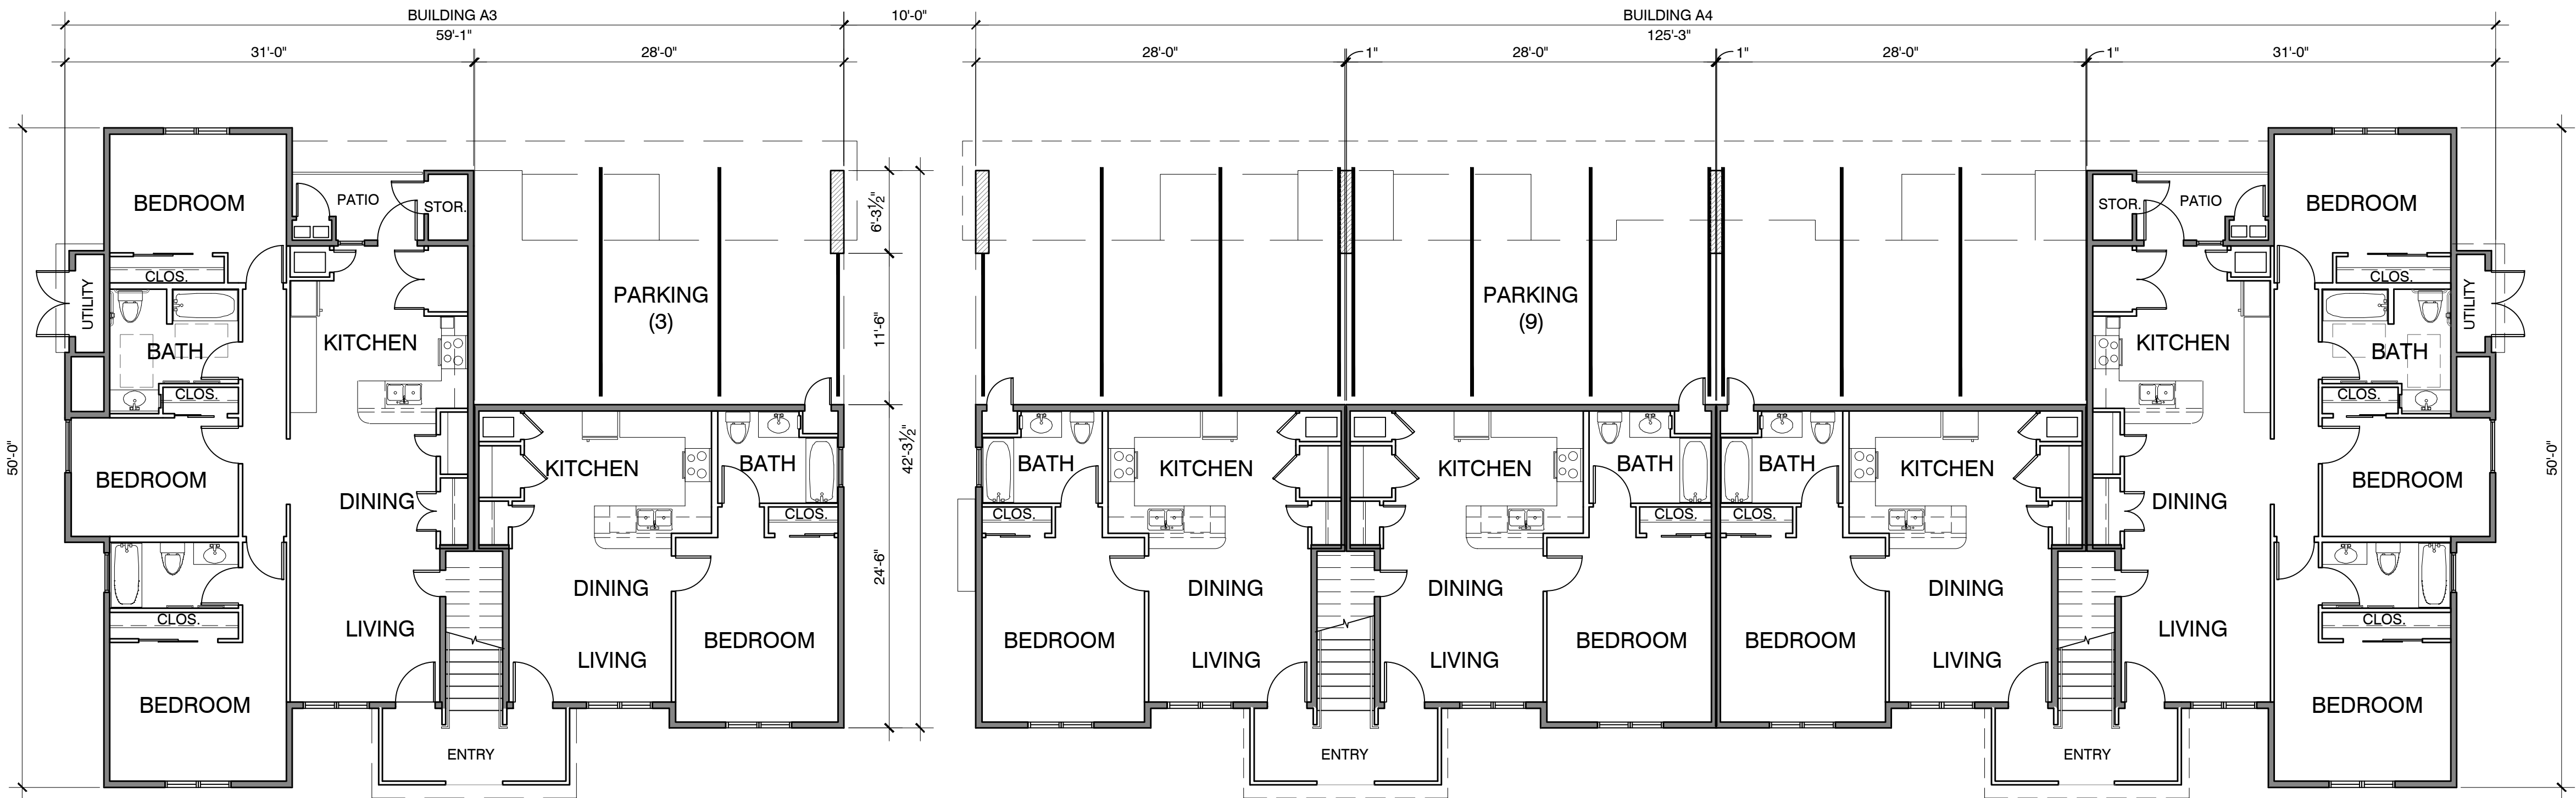 BUILDING A3
10'-0"
BUILDING A4
59'-1"
125'-3"
31'-0"
28'-0"
28'-0"
1"
28'-0"
1"
28'-0"
1"
31'-0"
BEDROOM
PATIO
STOR.
6'-3½"
STOR.
PATIO
BEDROOM
CLOS.
CLOS.
UTILITY
PARKING
(3)
PARKING
(9)
UTILITY
11'-6"
KITCHEN
BATH
KITCHEN
BATH
CLOS.
CLOS.
50'-0"
42'-3½"
50'-0"
BEDROOM
KITCHEN
BATH
BATH
KITCHEN
KITCHEN
BATH
BATH
KITCHEN
BEDROOM
DINING
DINING
CLOS.
CLOS.
CLOS.
CLOS.
24'-6"
DINING
DINING
DINING
DINING
CLOS.
CLOS.
LIVING
LIVING
BEDROOM
BEDROOM
BEDROOM
BEDROOM
LIVING
LIVING
LIVING
LIVING
BEDROOM
BEDROOM
ENTRY
ENTRY
ENTRY